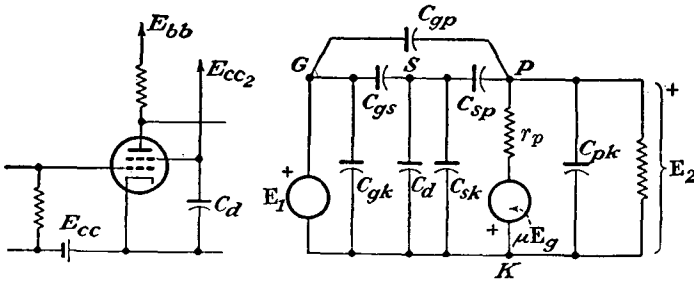 E_bb
E_cc2
C_d
E_cc
C_gp
G
S
P
C_gs
C_sp
r_p
+
E_1
C_gk
C_d
C_sk
C_pk
+
E_2
+
μE_g
K